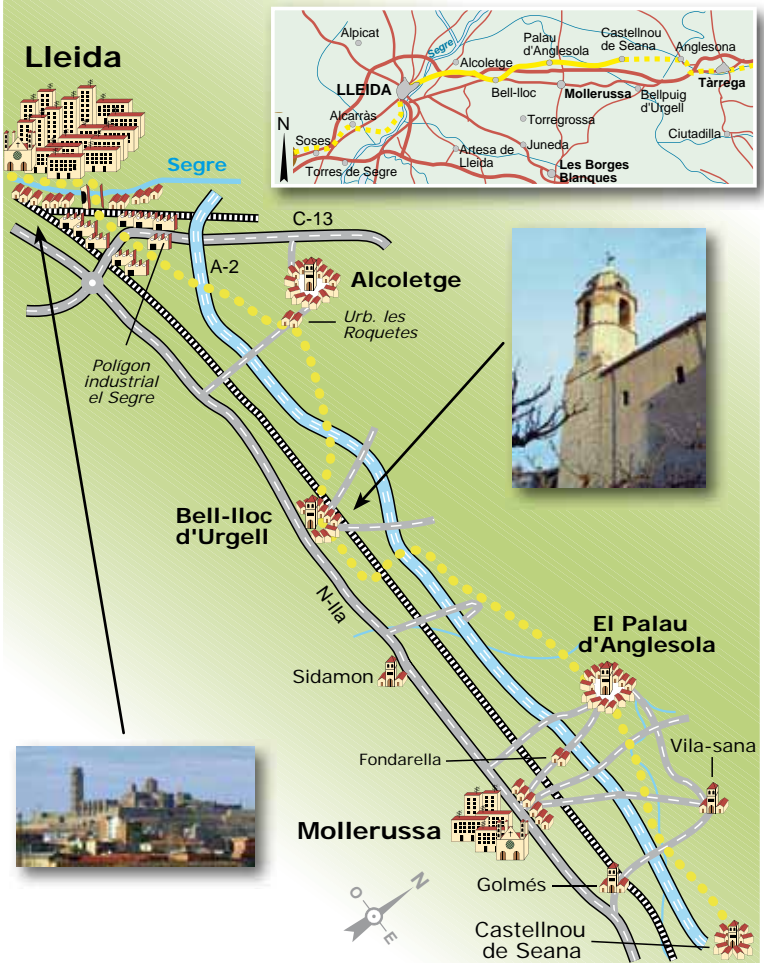 Lleida
Segre
C-13
A-2
Alcoletge
Urb. les
Roquetes
Polígon
industrial
el Segre
Bell-lloc
d'Urgell
N-IIa
El Palau
d'Anglesola
Sidamon
Fondarella
Vila-sana
Mollerussa
Golmés
Castellnou
de Seana
N
O
E
Alpicat
Segre
Alcoletge
Palau
d'Anglesola
Castellnou
de Seana
Anglesona
LLEIDA
Bell-lloc
Mollerussa
Bellpuig
d'Urgell
Tàrrega
Alcarràs
Torregrossa
N
Soses
Artesa de
Lleida
Juneda
Ciutadilla
Torres de Segre
Les Borges
Blanques